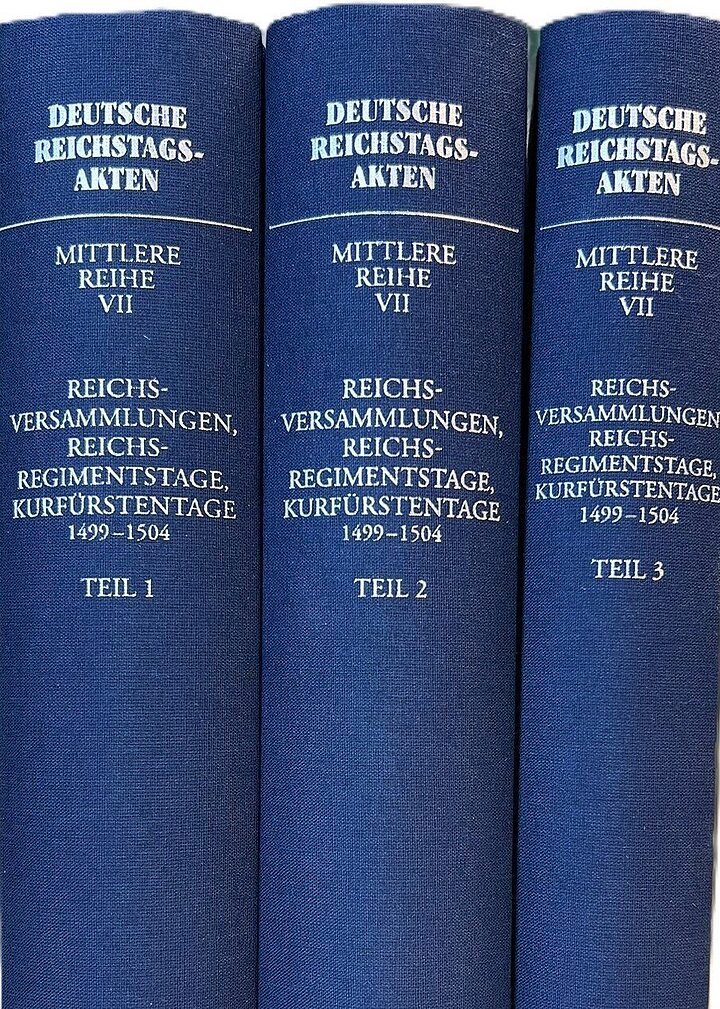 DEUTSCHE
REICHSTAGS-
AKTEN
MITTLERE
REIHE
VII
REICHS-
VERSAMMLUNGEN,
REICHS-
REGIMENTSTAGE,
KURFÜRSTENTAGE
1499–1504
TEIL 1
DEUTSCHE
REICHSTAGS-
AKTEN
MITTLERE
REIHE
VII
REICHS-
VERSAMMLUNGEN,
REICHS-
REGIMENTSTAGE,
KURFÜRSTENTAGE
1499–1504
TEIL 2
DEUTSCHE
REICHSTAGS-
AKTEN
MITTLERE
REIHE
VII
REICHS-
VERSAMMLUNGEN
REICHS-
REGIMENTSTAGE,
KURFÜRSTENTAGE
1499–1504
TEIL 3